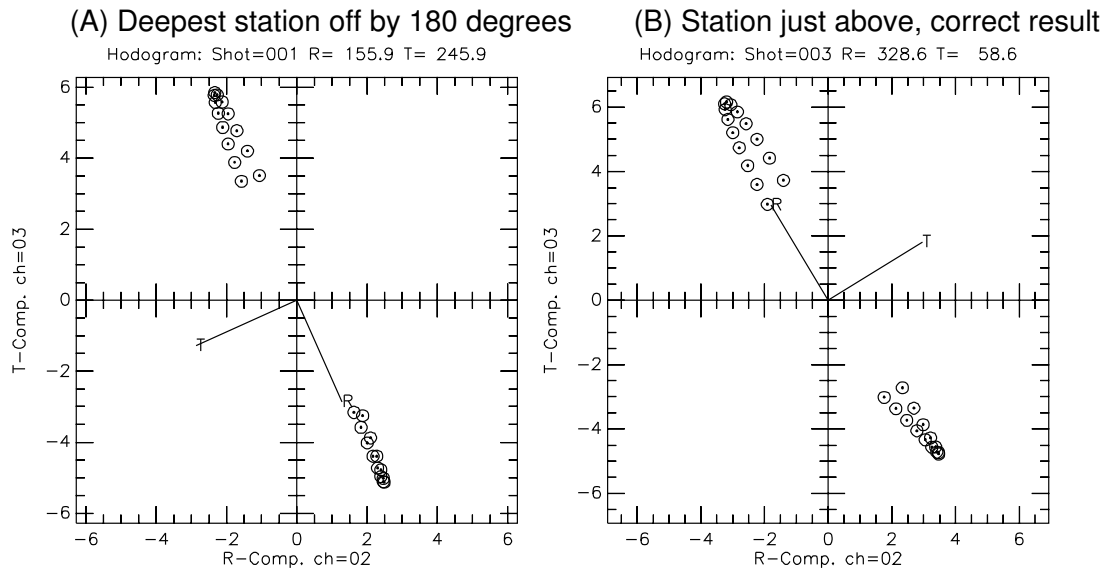 (A) Deepest station off by 180 degrees
Hodogram: Shot=001 R= 155.9 T= 245.9
6
4
2
0
−2
−4
−6
T−Comp. ch=03
R
T
−6 −4 −2 0 2 4 6
R−Comp. ch=02
(B) Station just above, correct result
Hodogram: Shot=003 R= 328.6 T= 58.6
6
4
2
0
−2
−4
−6
T−Comp. ch=03
R
T
−6 −4 −2 0 2 4 6
R−Comp. ch=02